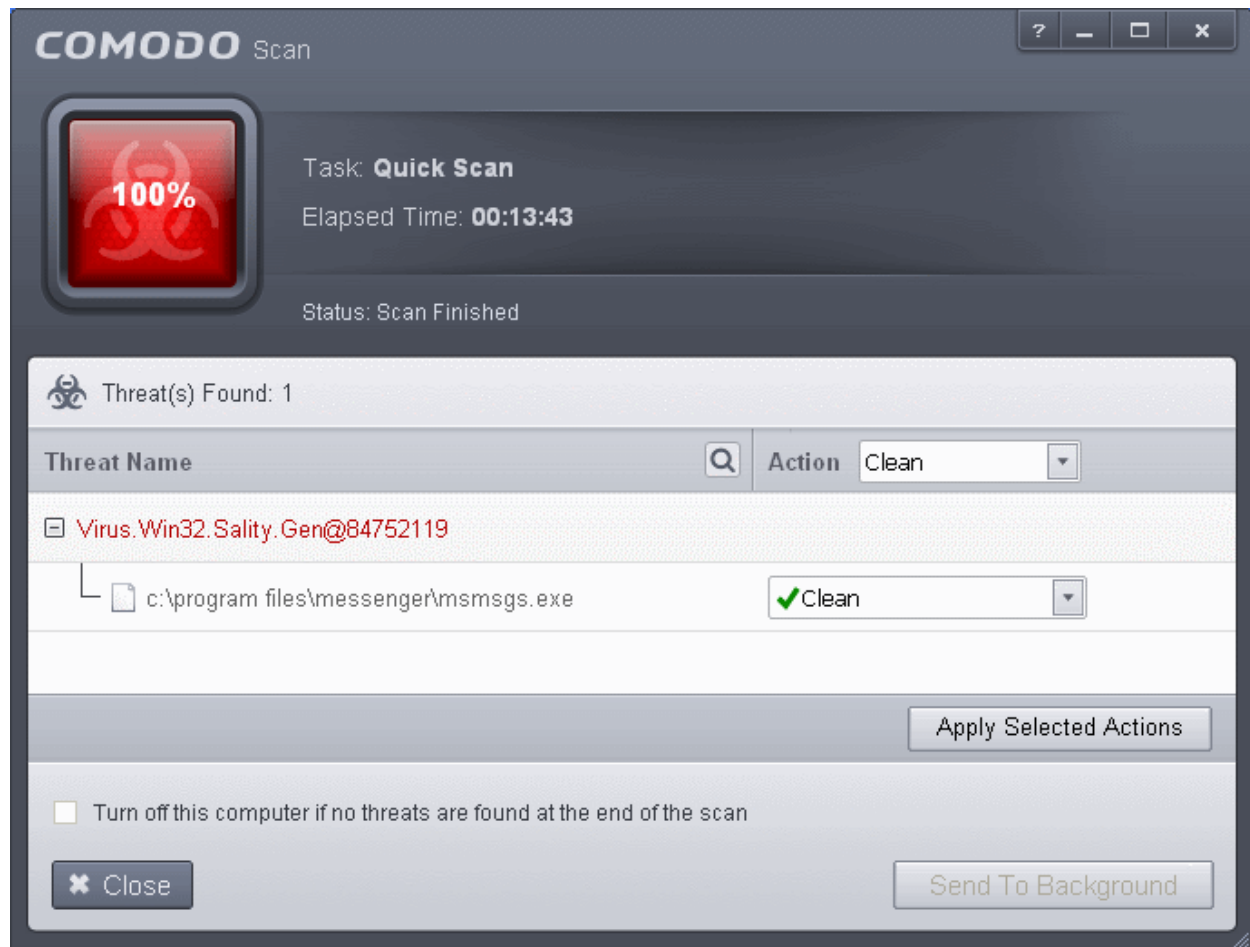 COMODO Scan
?
100%
Task: Quick Scan
Elapsed Time: 00:13:43
Status: Scan Finished
Threat(s) Found: 1
Threat Name
Action Clean
Virus.Win32.Sality.Gen@84752119
c:\program files\messenger\msmsgs.exe
Clean
Apply Selected Actions
Turn off this computer if no threats are found at the end of the scan
Close
Send To Background